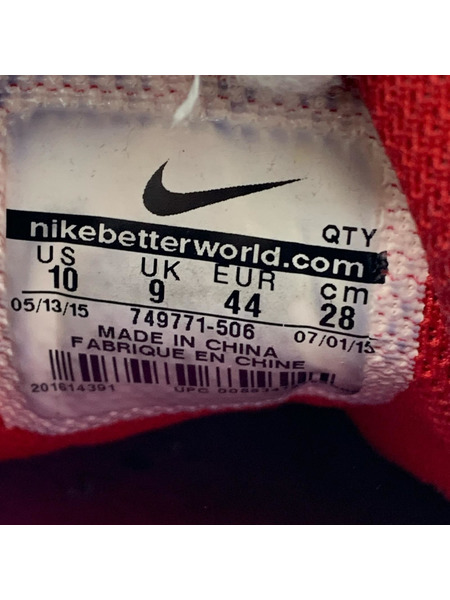 QTY
nikebetterworld.com
US UK EUR cm
10 9 44 28
05/13/15 749771-506 07/01/15
MADE IN CHINA
FABRIQUE EN CHINE
201614391 UPC